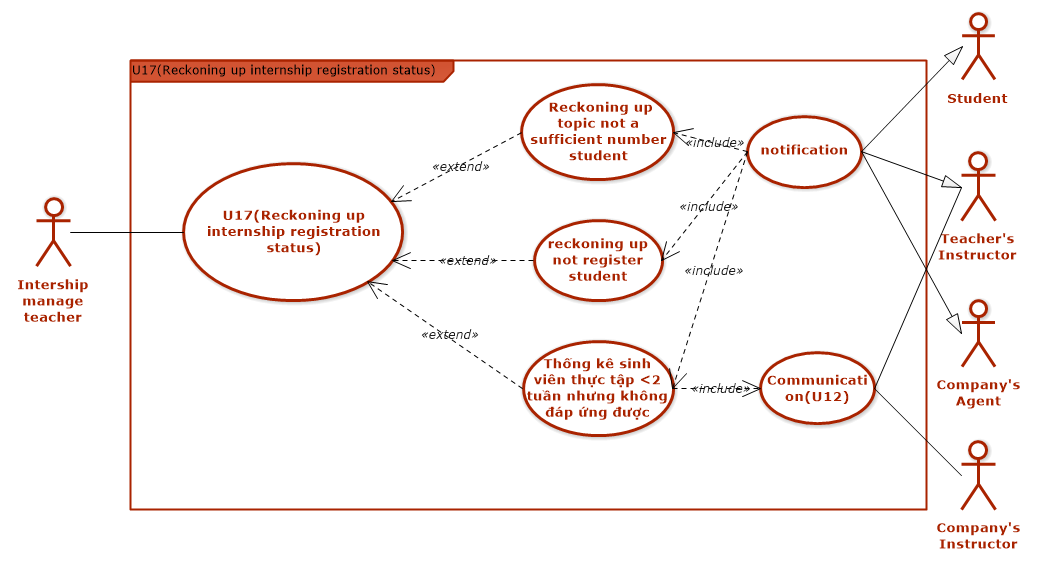 U17(Reckoning up internship registration status)
Student
Reckoning up
topic not a
sufficient number
student
«include»
notification
«extend»
U17(Reckoning up
internship registration
status)
«include»
Teacher's
Instructor
reckoning up
not register
student
«extend»
«include»
Intership
manage
teacher
«extend»
Thống kê sinh
viên thực tập <2
tuần nhưng không
đáp ứng được
«include»
Communicati
on(U12)
Company's
Agent
Company's
Instructor